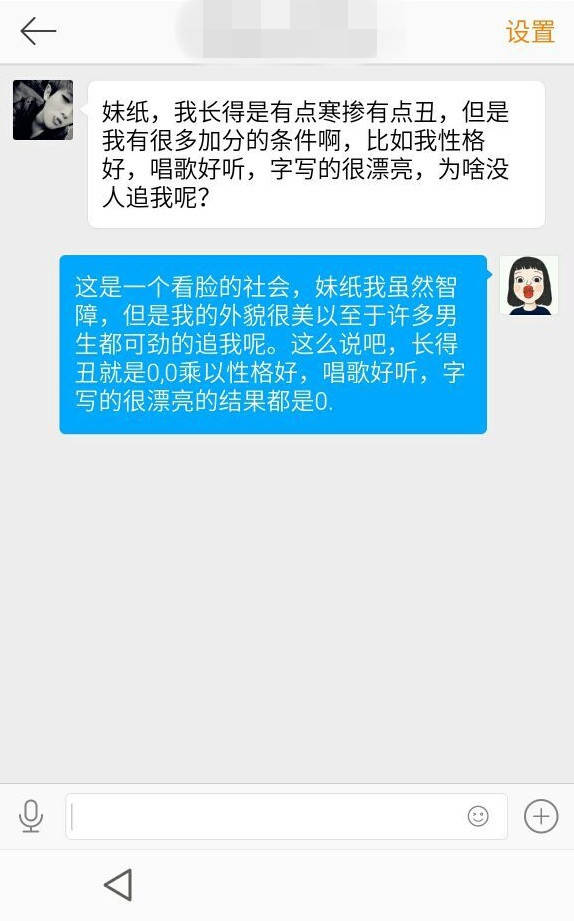 设置
妹纸，我长得是有点寒掺有点丑，但是
我有很多加分的条件啊，比如我性格
好，唱歌好听，字写的很漂亮，为啥没
人追我呢？
这是一个看脸的社会，妹纸我虽然智
障，但是我的外貌很美以至于许多男
生都可劲的追我呢。这么说吧，长得
丑就是0,0乘以性格好，唱歌好听，字
写的很漂亮的结果都是0.